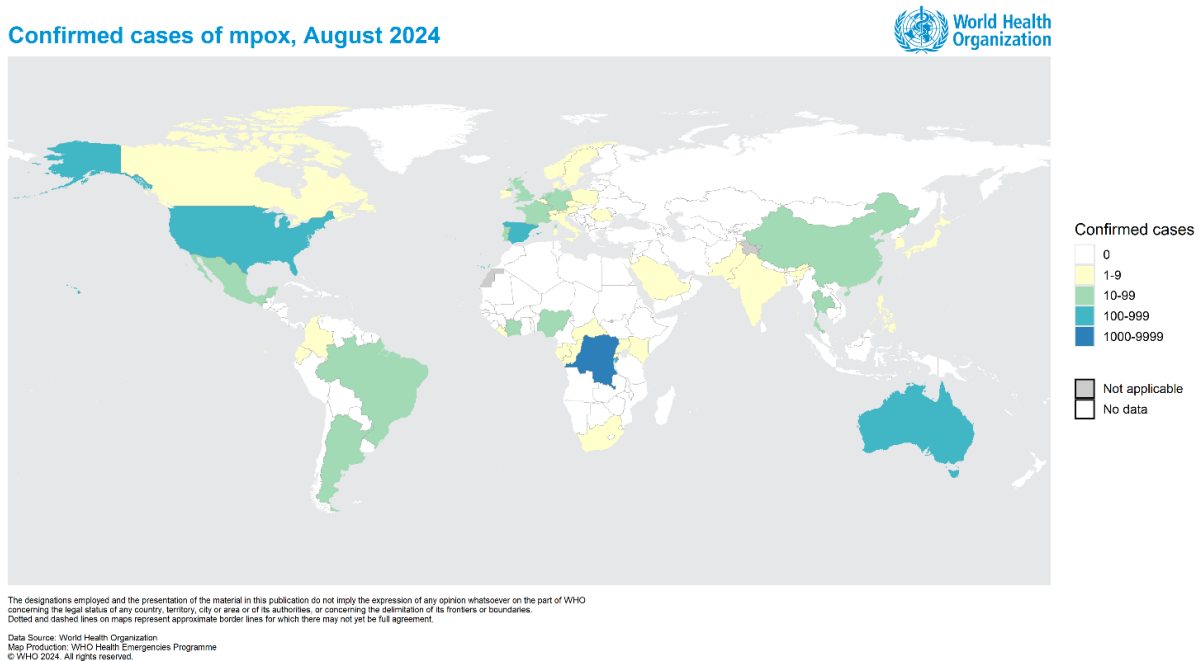 Confirmed cases of mpox, August 2024
World Health
Organization
Confirmed cases
0
1-9
10-99
100-999
1000-9999
Not applicable
No data
The designations employed and the presentation of the material in this publication do not imply the expression of any opinion whatsoever on the part of WHO
concerning the legal status of any country, territory, city or area or of its authorities, or concerning the delimitation of its frontiers or boundaries.
Dotted and dashed lines on maps represent approximate border lines for which there may not yet be full agreement.
Data Source: World Health Organization
Map Production: WHO Health Emergencies Programme
© WHO 2024. All rights reserved.